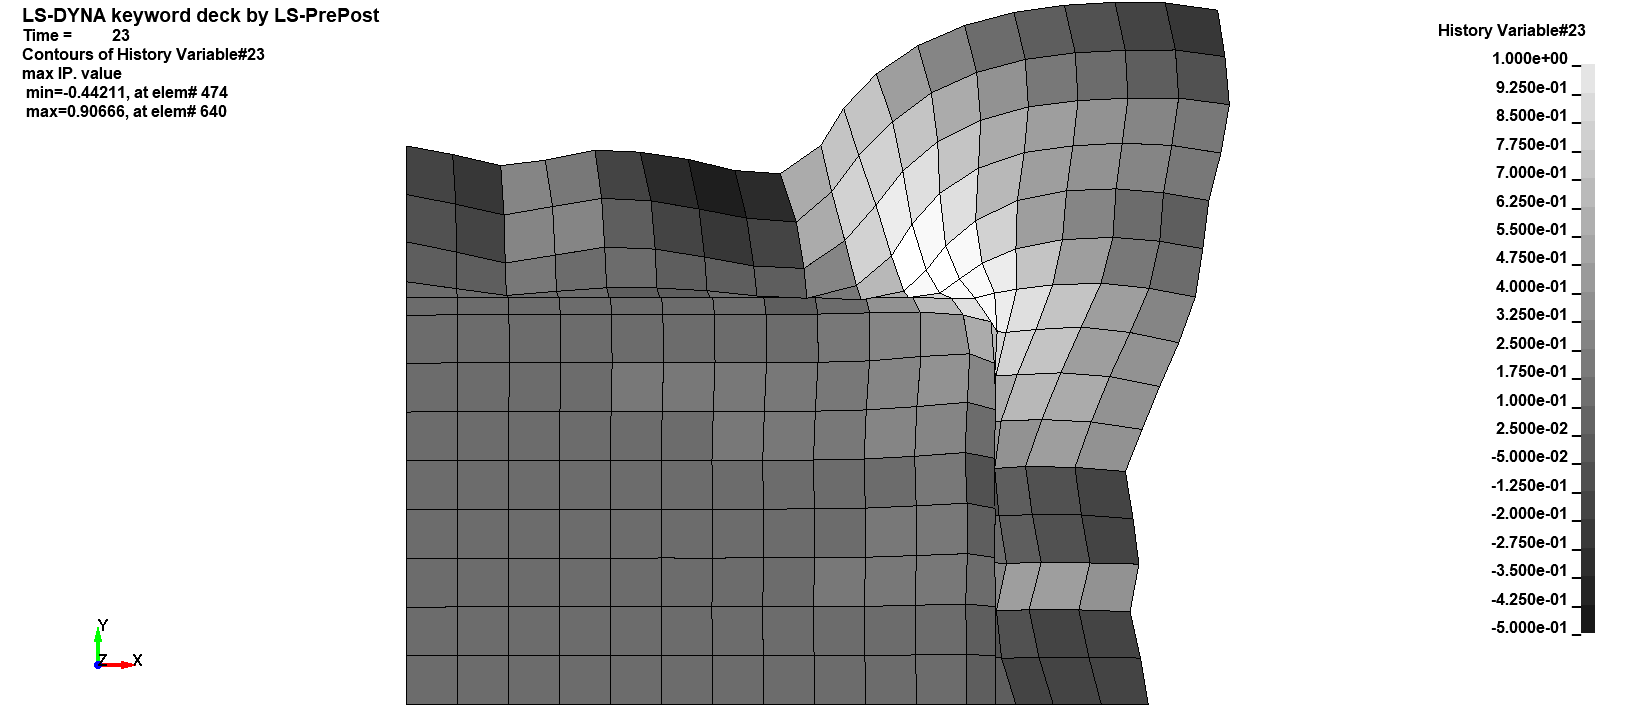 LS-DYNA keyword deck by LS-PrePost
Time = 23
Contours of History Variable#23
max IP. value
min=-0.44211, at elem# 474
max=0.90666, at elem# 640
History Variable#23
1.000e+00
9.250e-01
8.500e-01
7.750e-01
7.000e-01
6.250e-01
5.500e-01
4.750e-01
4.000e-01
3.250e-01
2.500e-01
1.750e-01
1.000e-01
2.500e-02
-5.000e-02
-1.250e-01
-2.000e-01
-2.750e-01
-3.500e-01
-4.250e-01
-5.000e-01
Y
Z X